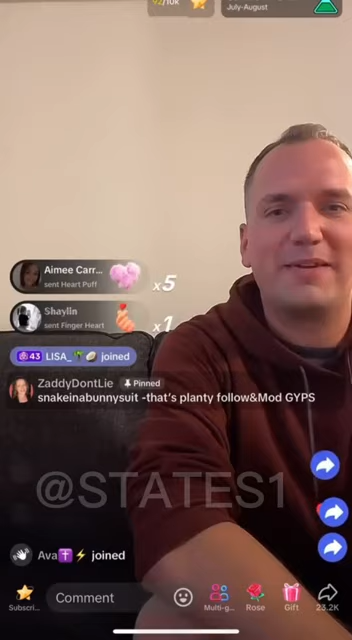 July-August
Aimee Carr...
sent Heart Puff
x5
Shaylin
sent Finger Heart
x1
43 LISA_ joined
ZaddyDontLie Pinned
snakeinabunnysuit -that's planty follow&Mod GYPS
@STATES1
Ava joined
Subscri...
Comment
Multi-g...
Rose
Gift
23.2K